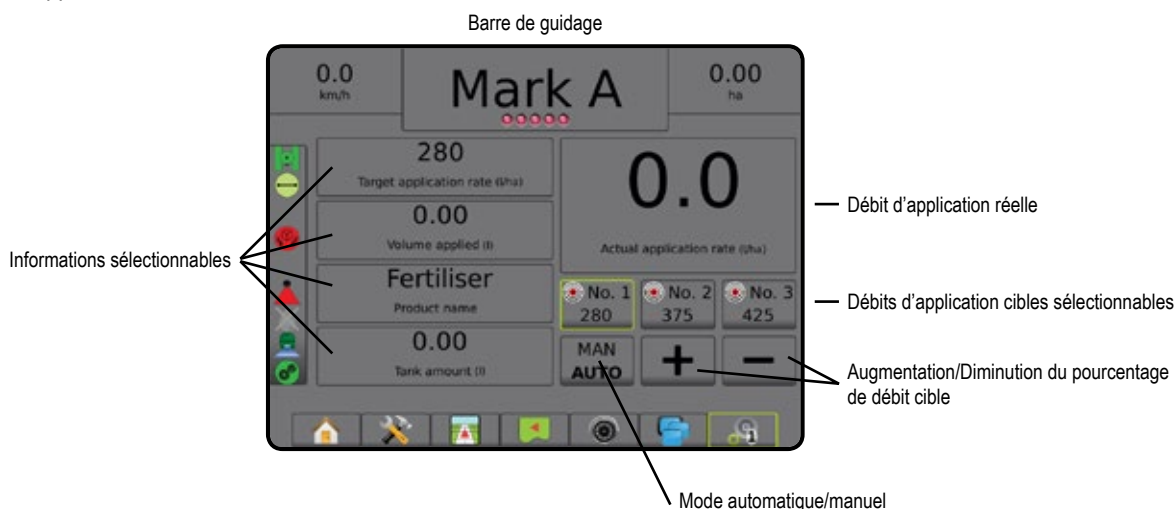 Barre de guidage
0.0
km/h
Mark A
0.00
ha
280
Target application rate (l/ha)
0.00
Volume applied (l)
Fertiliser
Product name
0.00
Tank amount (l)
0.0
Actual application rate (l/ha)
No. 1
280
No. 2
375
No. 3
425
MAN
AUTO
+
−
1
Informations sélectionnables
Débit d’application réelle
Débits d’application cibles sélectionnables
Augmentation/Diminution du pourcentage
de débit cible
Mode automatique/manuel